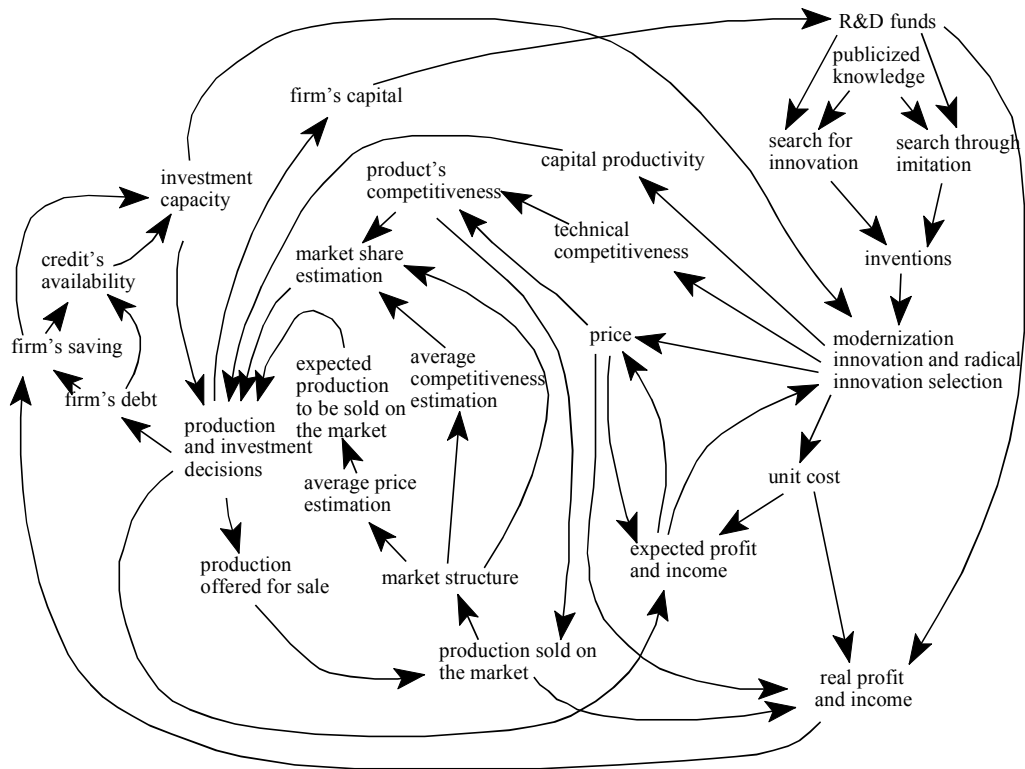 R&D funds
publicized
knowledge
firm's capital
search for
innovation
search through
imitation
capital productivity
product's
competitiveness
investment
capacity
technical
competitiveness
market share
estimation
credit's
availability
inventions
firm's saving
price
modernization
innovation and radical
innovation selection
expected
production
to be sold on
the market
average
competitiveness
estimation
firm's debt
production
and investment
decisions
unit cost
average price
estimation
expected profit
and income
production
offered for sale
market structure
production sold on
the market
real profit
and income